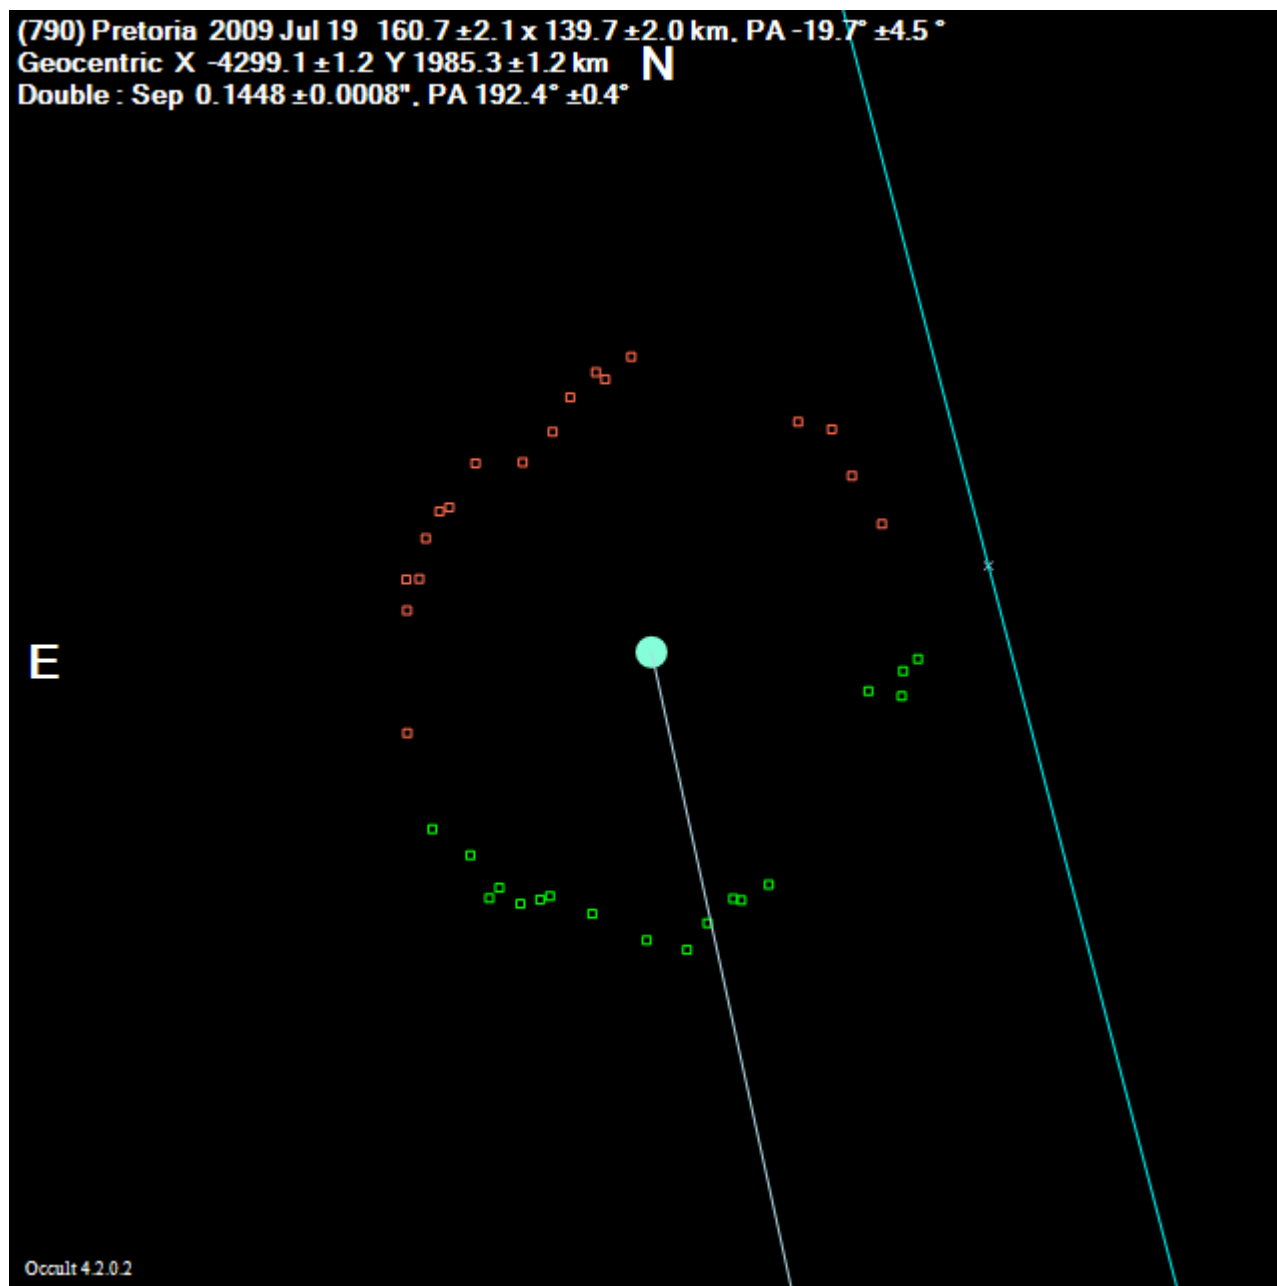 (790) Pretoria 2009 Jul 19 160.7 ±2.1 x 139.7 ±2.0 km, PA -19.7° ±4.5 °
Geocentric X -4299.1 ±1.2 Y 1985.3 ±1.2 km
N
Double : Sep 0.1448 ±0.0008", PA 192.4° ±0.4°
E
Occult 4.2.0.2